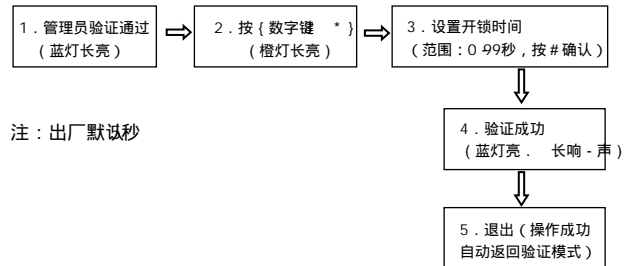 1．管理员验证通过
（蓝灯长亮）
2．按{数字键 *}
（橙灯长亮）
3．设置开锁时间
（范围：0-99秒，按#确认）
注：出厂默认秒
4．验证成功
（蓝灯亮． 长响-声）
5．退出（操作成功
自动返回验证模式）